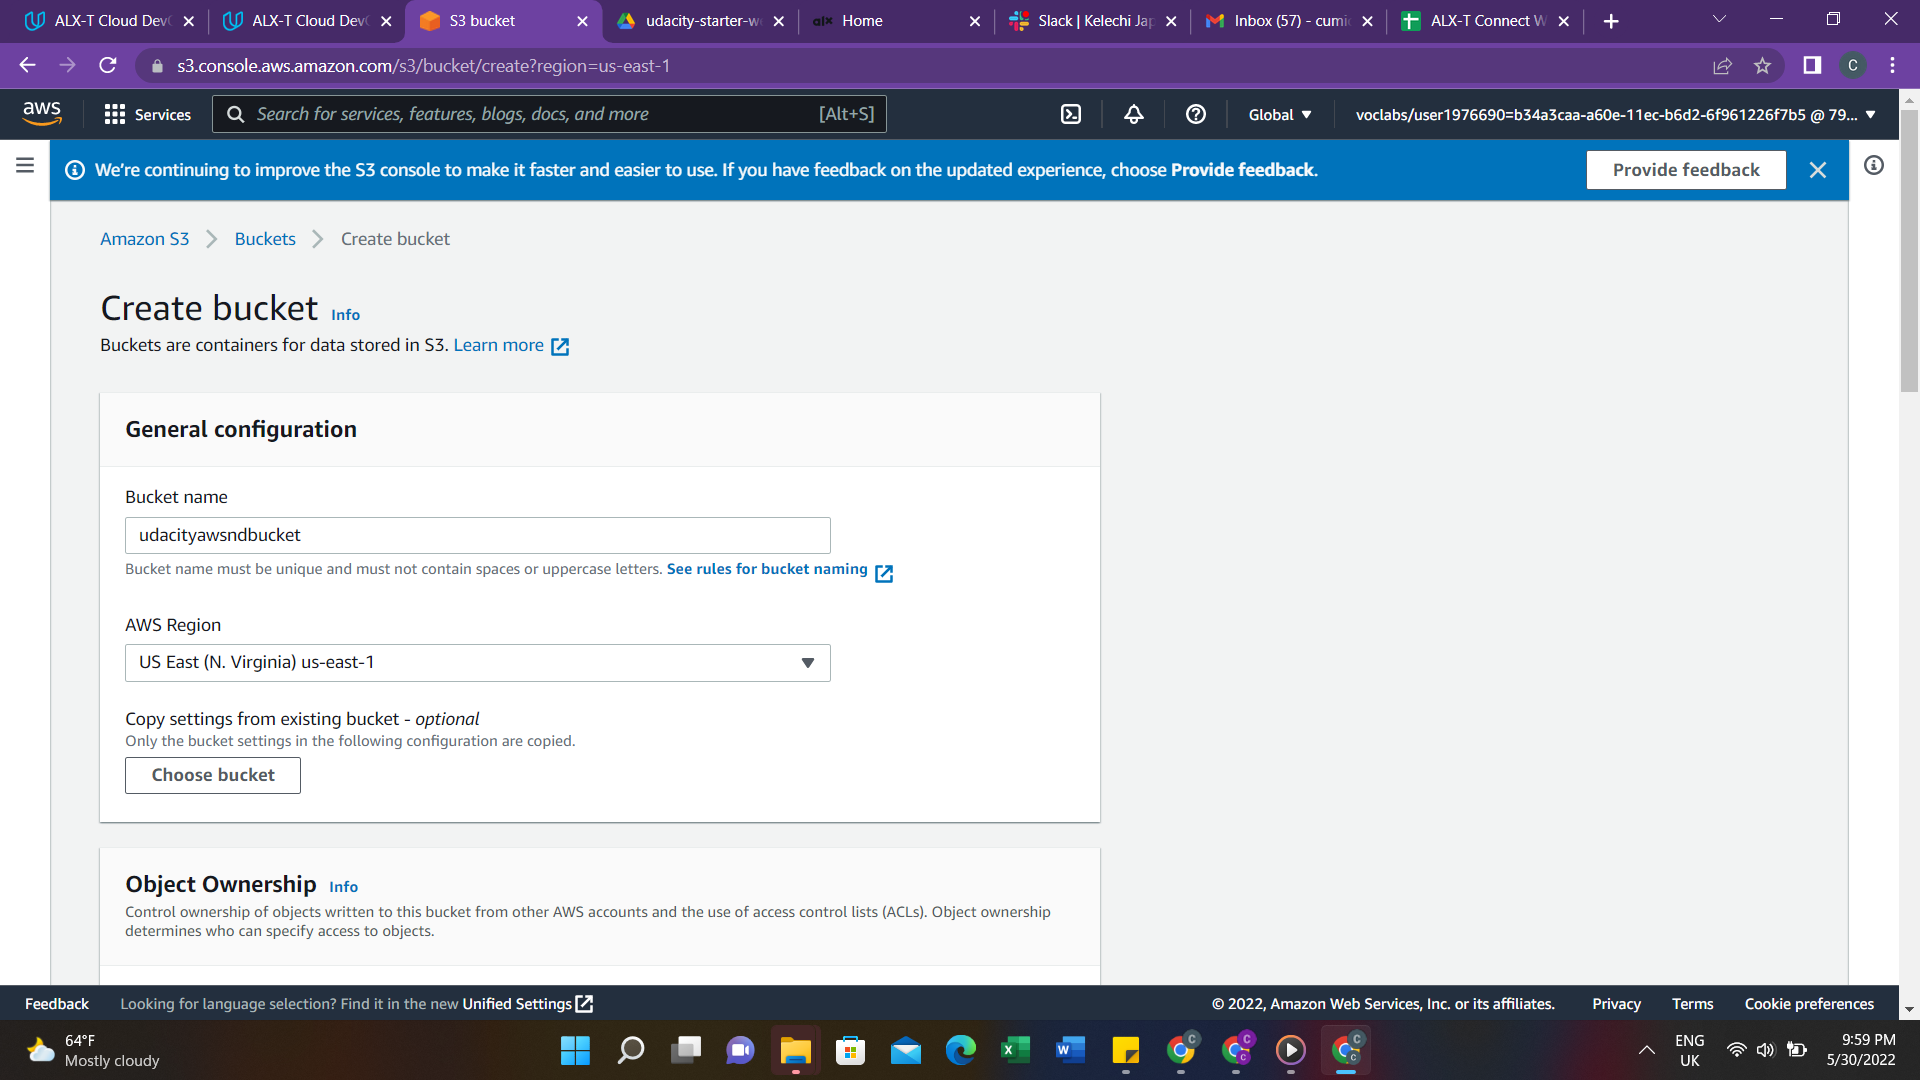 ALX-T Cloud Dev
ALX-T Cloud Dev
S3 bucket
udacity-starter-w
alx Home
Slack | Kelechi Jap
Inbox (57) - cumi
ALX-T Connect W
s3.console.aws.amazon.com/s3/bucket/create?region=us-east-1
C
aws
Services
Search for services, features, blogs, docs, and more
[Alt+S]
Global
voclabs/user1976690=b34a3caa-a60e-11ec-b6d2-6f961226f7b5 @ 79...
We're continuing to improve the S3 console to make it faster and easier to use. If you have feedback on the updated experience, choose Provide feedback.
Provide feedback
Amazon S3
Buckets
Create bucket
Create bucket Info
Buckets are containers for data stored in S3. Learn more
General configuration
Bucket name
udacityawsndbucket
Bucket name must be unique and must not contain spaces or uppercase letters. See rules for bucket naming
AWS Region
US East (N. Virginia) us-east-1
Copy settings from existing bucket - optional
Only the bucket settings in the following configuration are copied.
Choose bucket
Object Ownership Info
Control ownership of objects written to this bucket from other AWS accounts and the use of access control lists (ACLs). Object ownership
determines who can specify access to objects.
Feedback
Looking for language selection? Find it in the new Unified Settings
© 2022, Amazon Web Services, Inc. or its affiliates.
Privacy
Terms
Cookie preferences
64°F
Mostly cloudy
ENG
UK
9:59 PM
5/30/2022